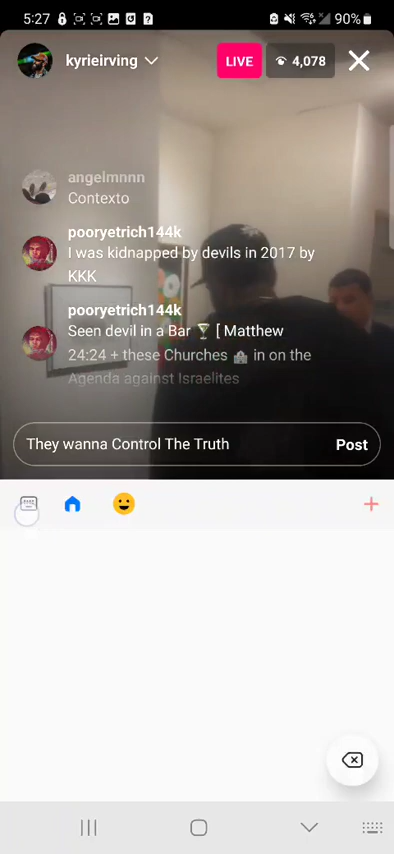 5:27
90%
kyrieirving
LIVE
4,078
angelmnnn
Contexto
pooryetrich144k
I was kidnapped by devils in 2017 by
KKK
pooryetrich144k
Seen devil in a Bar 🍸 [ Matthew
24:24 + these Churches ⛪ in on the
Agenda against Israelites
They wanna Control The Truth
Post